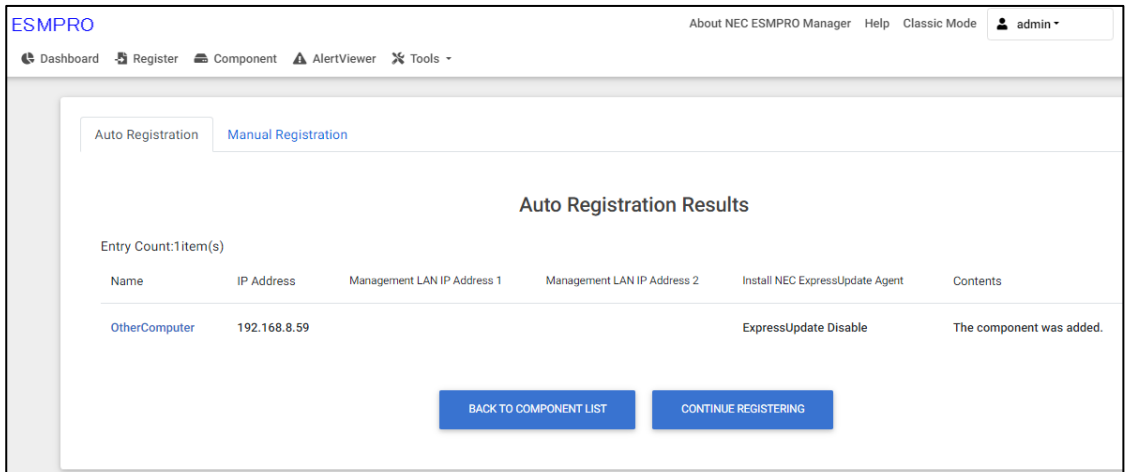 ESMPRO
About NEC ESMPRO Manager Help Classic Mode admin
Dashboard Register Component AlertViewer Tools
Auto Registration Manual Registration
Auto Registration Results
Entry Count:1item(s)
Name IP Address Management LAN IP Address 1 Management LAN IP Address 2 Install NEC ExpressUpdate Agent Contents
OtherComputer 192.168.8.59 ExpressUpdate Disable The component was added.
BACK TO COMPONENT LIST CONTINUE REGISTERING